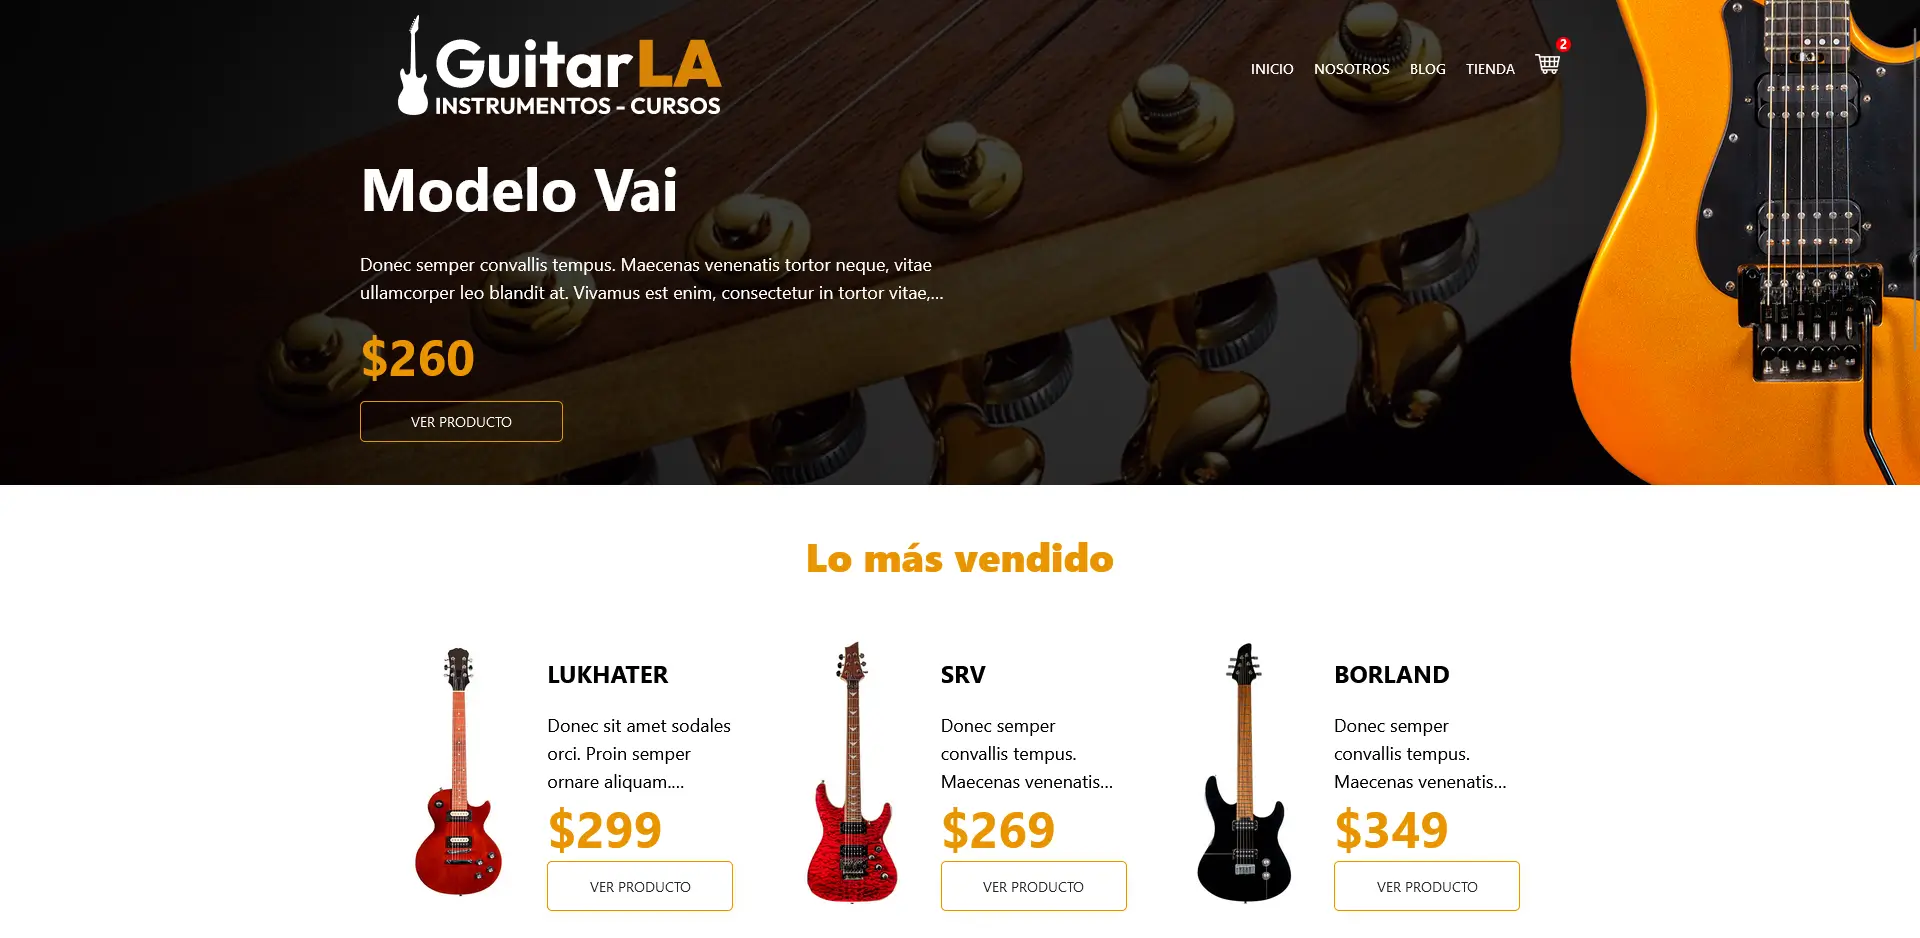 GuitarLA
INSTRUMENTOS - CURSOS
INICIO
NOSOTROS
BLOG
TIENDA
2
Modelo Vai
Donec semper convallis tempus. Maecenas venenatis tortor neque, vitae
ullamcorper leo blandit at. Vivamus est enim, consectetur in tortor vitae,...
$260
VER PRODUCTO
Lo más vendido
LUKHATER
Donec sit amet sodales
orci. Proin semper
ornare aliquam....
$299
VER PRODUCTO
SRV
Donec semper
convallis tempus.
Maecenas venenatis...
$269
VER PRODUCTO
BORLAND
Donec semper
convallis tempus.
Maecenas venenatis...
$349
VER PRODUCTO